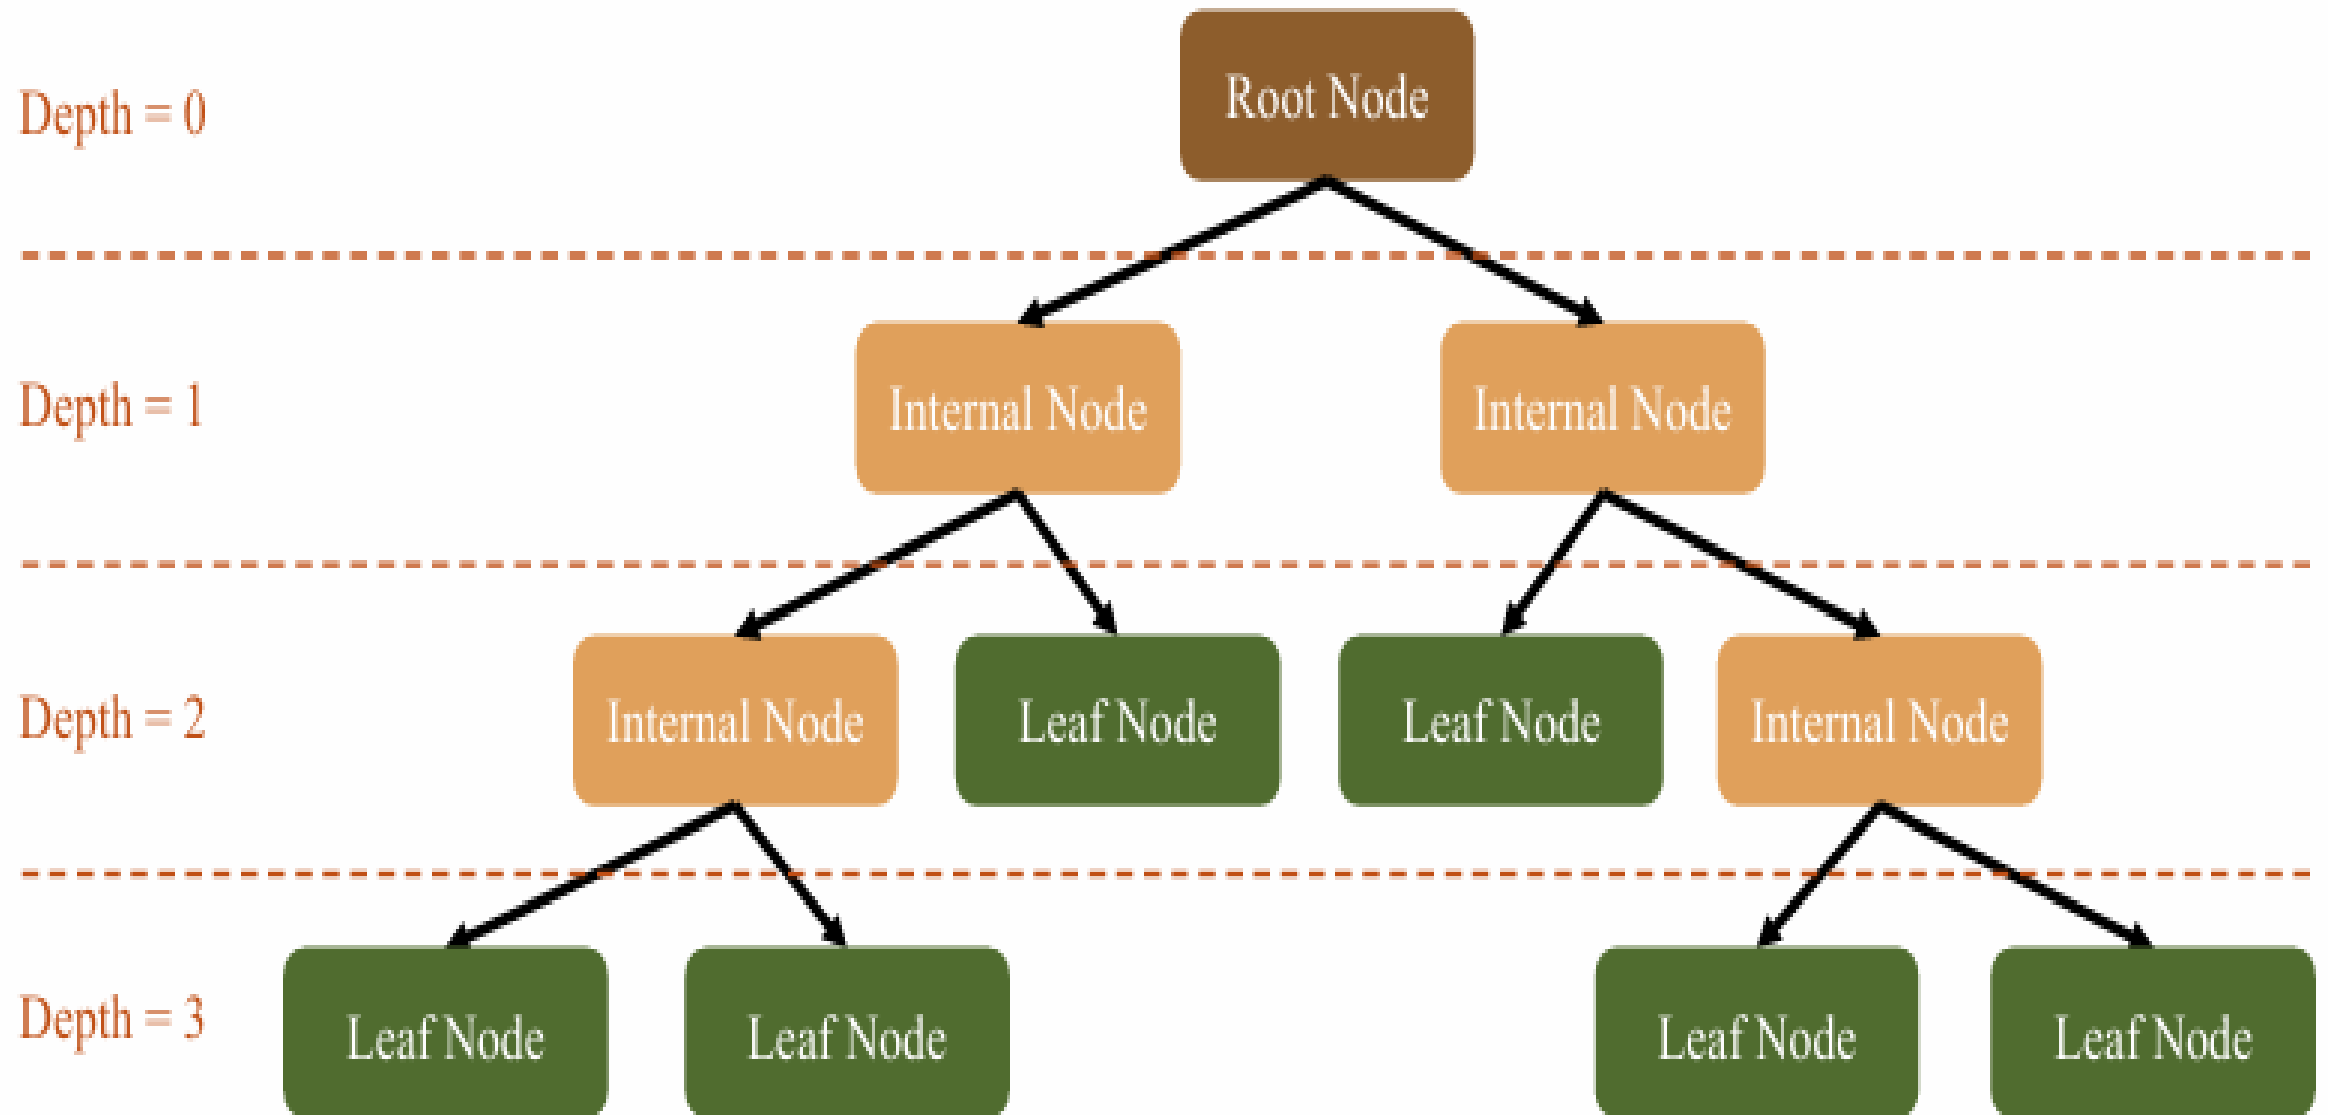 Root Node
Depth = 0
Depth = 1
Internal Node
Internal Node
Depth = 2
Internal Node
Leaf Node
Leaf Node
Internal Node
Depth = 3
Leaf Node
Leaf Node
Leaf Node
Leaf Node